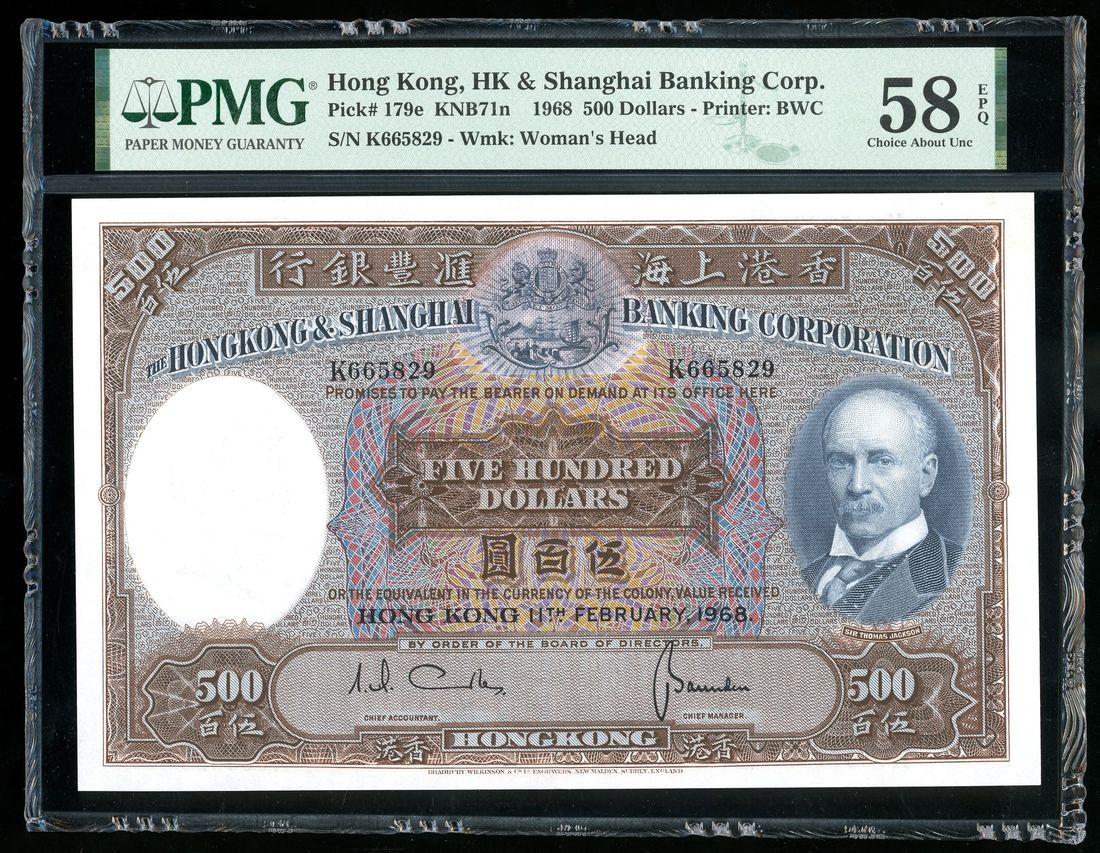 PMG®
PAPER MONEY GUARANTY
Hong Kong, HK & Shanghai Banking Corp.
Pick# 179e KNB71n 1968 500 Dollars - Printer: BWC
S/N K665829 - Wmk: Woman's Head
58 EPQ
Choice About Unc
500 500
百伍 百伍
行銀豐滙 海上港香
THE HONGKONG & SHANGHAI BANKING CORPORATION
K665829 K665829
PROMISES TO PAY THE BEARER ON DEMAND AT ITS OFFICE HERE
FIVE HUNDRED
DOLLARS
圓百伍
OR THE EQUIVALENT IN THE CURRENCY OF THE COLONY, VALUE RECEIVED
HONG KONG 11TH FEBRUARY, 1968.
SIR THOMAS JACKSON
BY ORDER OF THE BOARD OF DIRECTORS,
500 500
百伍 百伍
CHIEF ACCOUNTANT. CHIEF MANAGER.
港香 HONGKONG 港香
BRADBURY, WILKINSON & Co. Ld. ENGRAVERS, NEW MALDEN, SURREY, ENGLAND